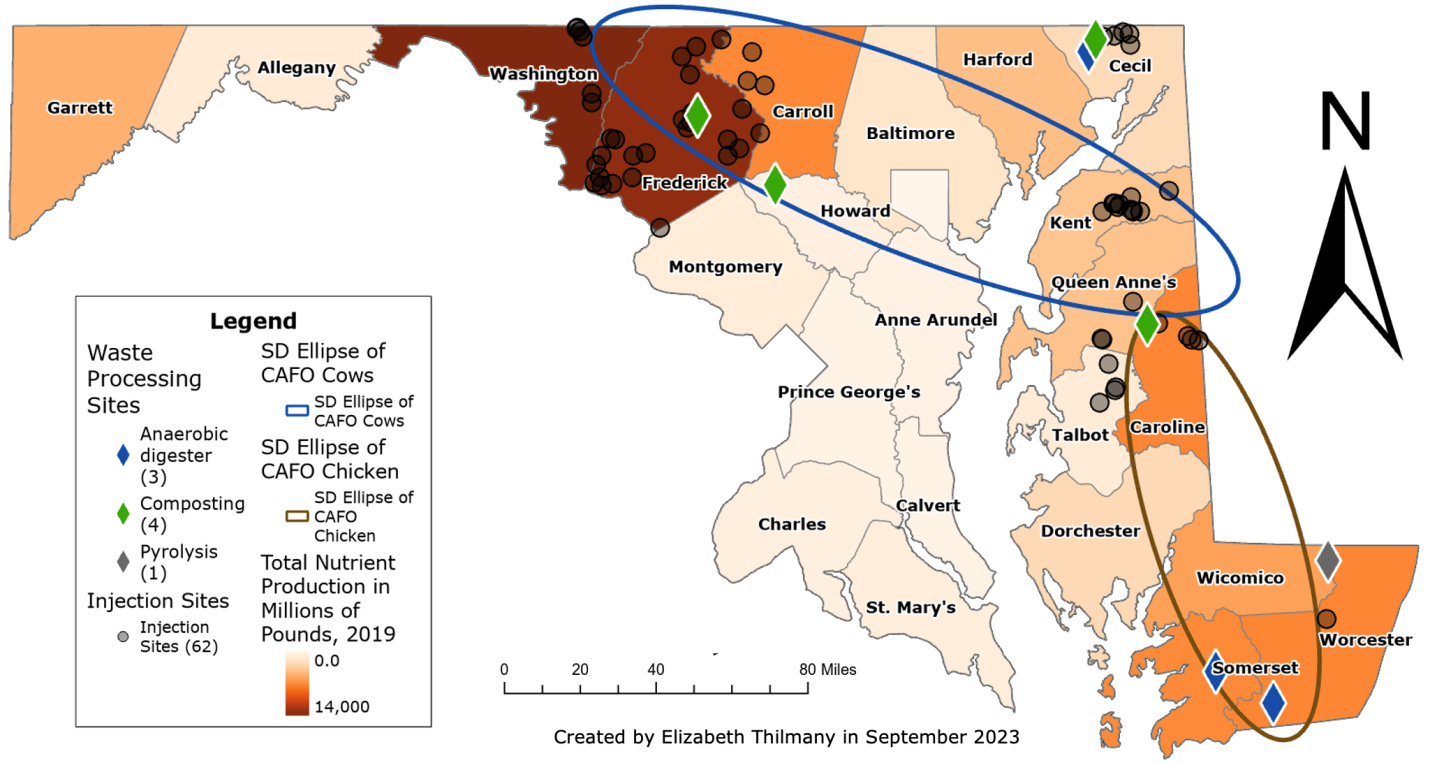 Garrett
Allegany
Washington
Frederick
Carroll
Baltimore
Harford
Cecil
Howard
Montgomery
Kent
Queen Anne's
Anne Arundel
Prince George's
Talbot
Caroline
Calvert
Charles
Dorchester
St. Mary's
Wicomico
Worcester
Somerset
N
Legend
Waste
Processing
Sites
Anaerobic
digester
(3)
Composting
(4)
Pyrolysis
(1)
Injection Sites
Injection
Sites (62)
SD Ellipse of
CAFO Cows
SD Ellipse of
CAFO Cows
SD Ellipse of
CAFO Chicken
SD Ellipse of
CAFO
Chicken
Total Nutrient
Production in
Millions of
Pounds, 2019
0.0
14,000
0 20 40 80 Miles
Created by Elizabeth Thilmany in September 2023